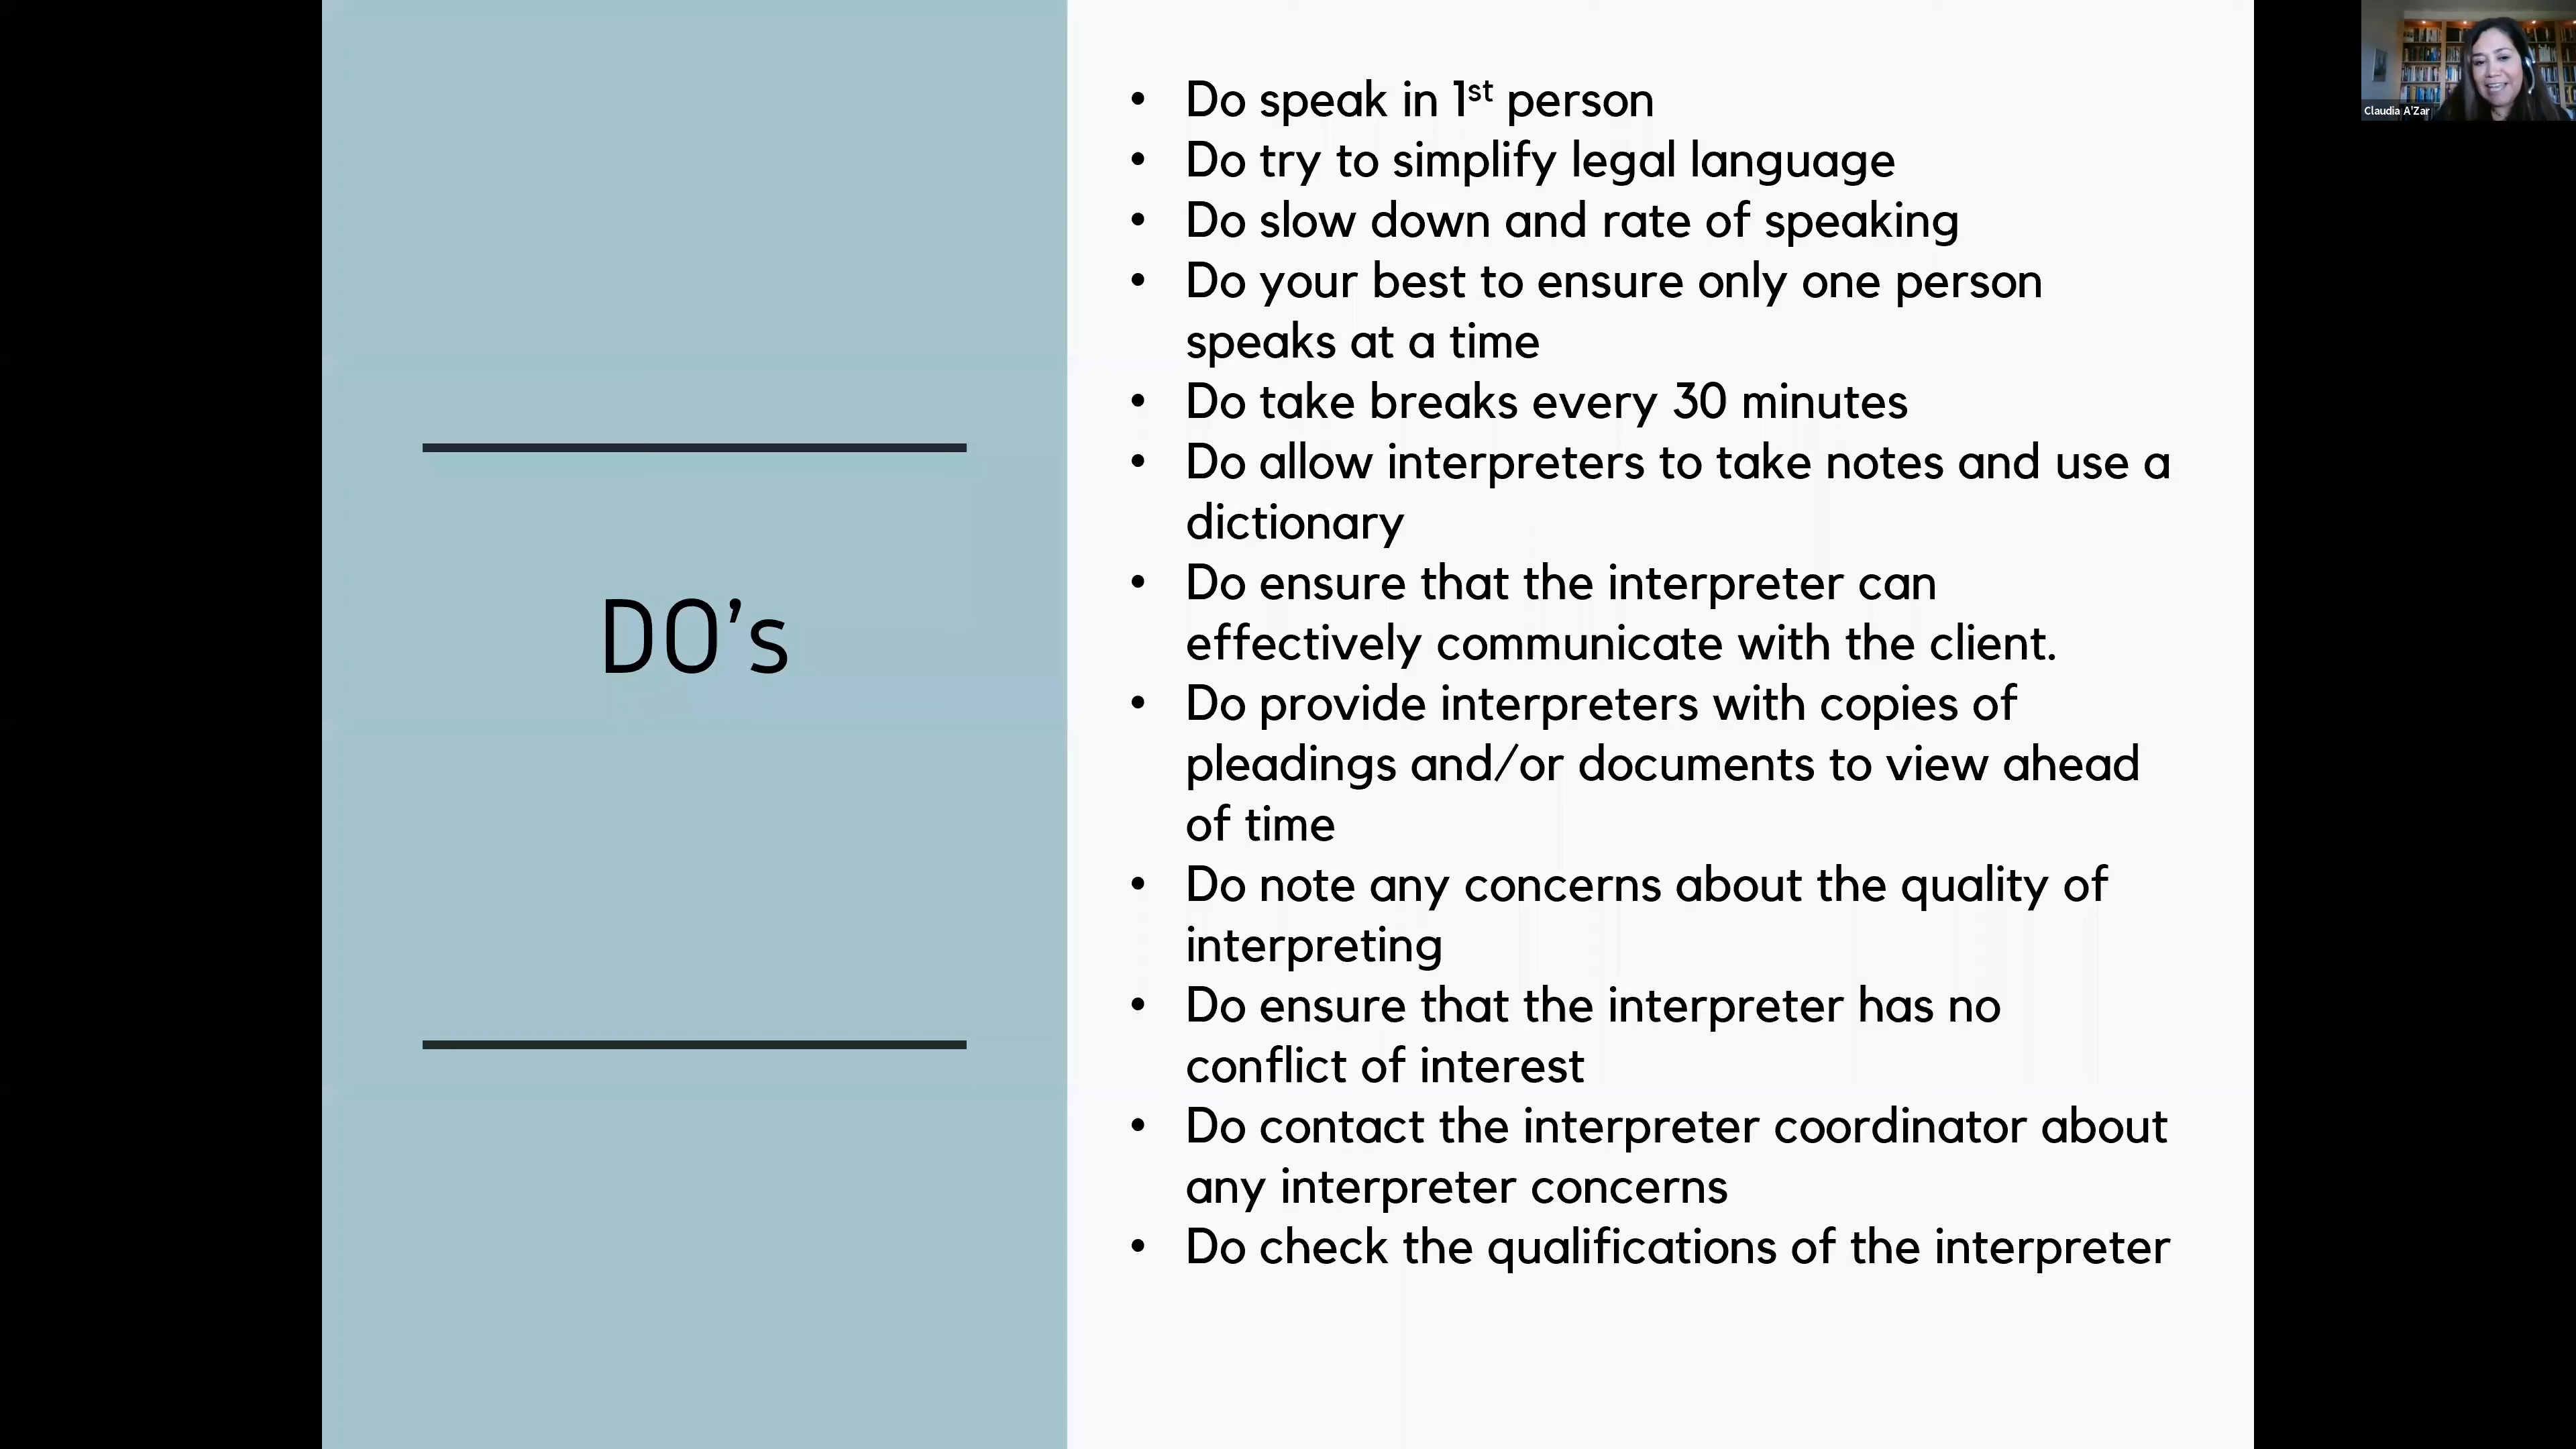 DO's
• Do speak in 1st person
• Do try to simplify legal language
• Do slow down and rate of speaking
• Do your best to ensure only one person
speaks at a time
• Do take breaks every 30 minutes
• Do allow interpreters to take notes and use a
dictionary
• Do ensure that the interpreter can
effectively communicate with the client.
• Do provide interpreters with copies of
pleadings and/or documents to view ahead
of time
• Do note any concerns about the quality of
interpreting
• Do ensure that the interpreter has no
conflict of interest
• Do contact the interpreter coordinator about
any interpreter concerns
• Do check the qualifications of the interpreter
Claudia A'Zar